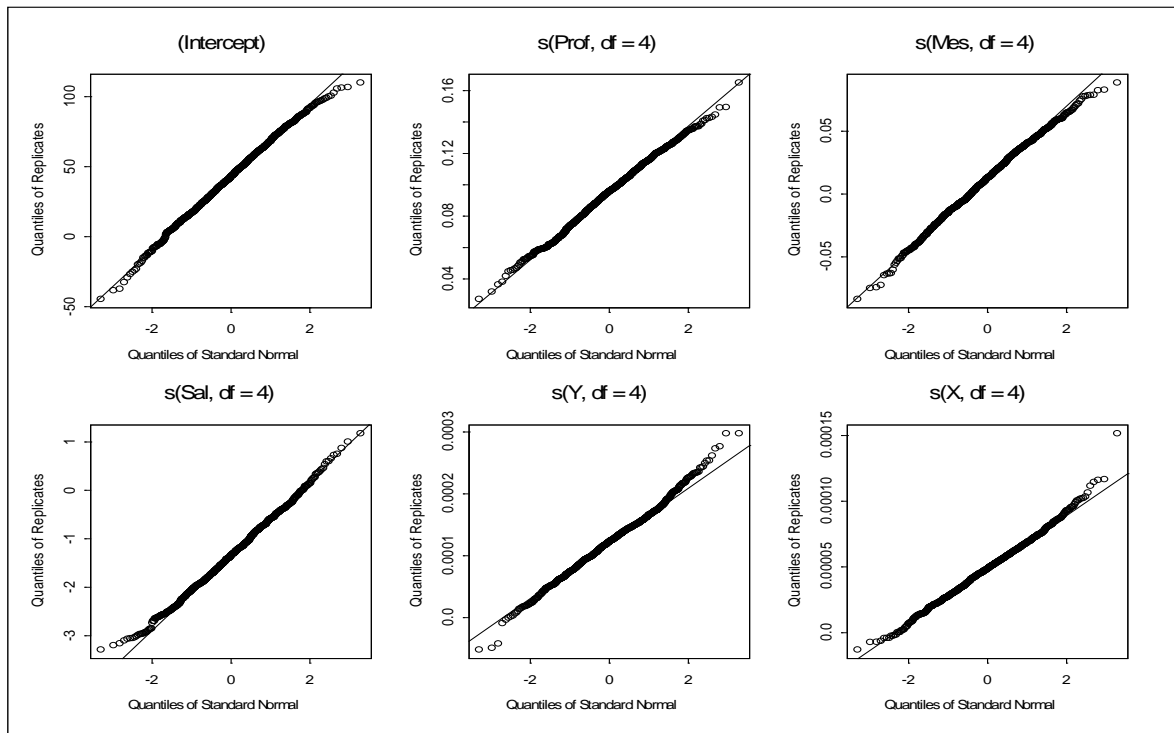 (Intercept)
s(Prof, df = 4)
s(Mes, df = 4)
Quantiles of Replicates
-50 0 50 100
-2 0 2
Quantiles of Standard Normal
Quantiles of Replicates
0.04 0.08 0.12 0.16
-2 0 2
Quantiles of Standard Normal
Quantiles of Replicates
-0.05 0.0 0.05
-2 0 2
Quantiles of Standard Normal
s(Sal, df = 4)
s(Y, df = 4)
s(X, df = 4)
Quantiles of Replicates
-3 -2 -1 0 1
-2 0 2
Quantiles of Standard Normal
Quantiles of Replicates
0.0 0.0001 0.0002 0.0003
-2 0 2
Quantiles of Standard Normal
Quantiles of Replicates
0.0 0.00005 0.00010 0.00015
-2 0 2
Quantiles of Standard Normal